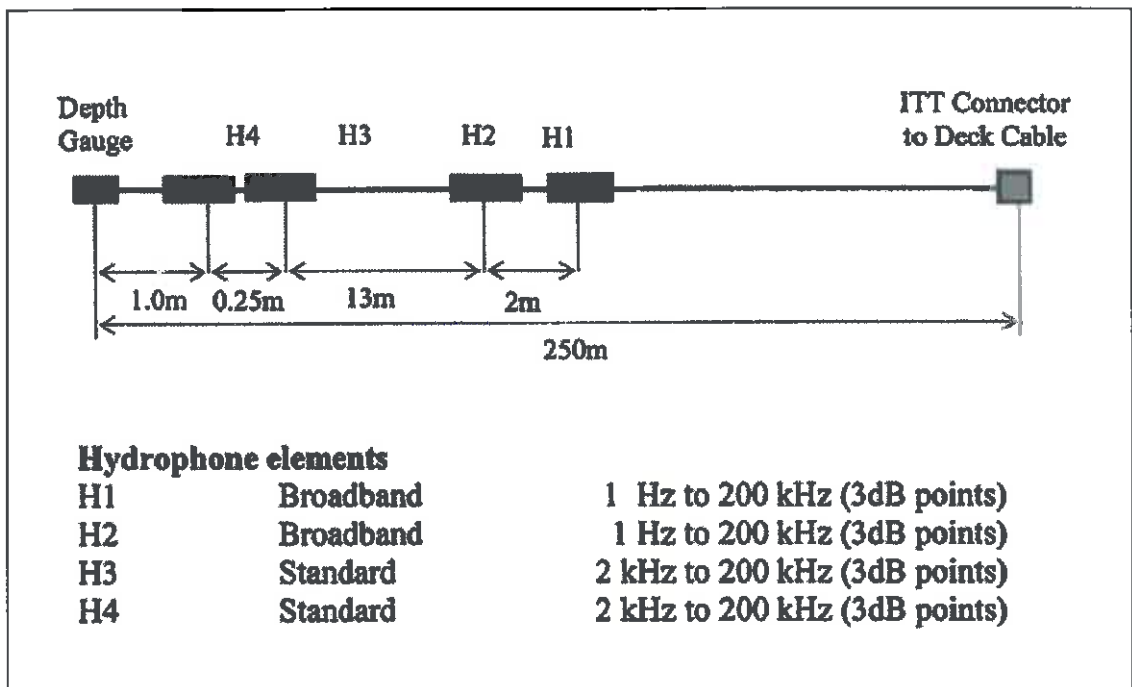 Depth
Gauge
H4
H3
H2
H1
ITT Connector
to Deck Cable
1.0m
0.25m
13m
2m
250m
Hydrophone elements
H1 Broadband 1 Hz to 200 kHz (3dB points)
H2 Broadband 1 Hz to 200 kHz (3dB points)
H3 Standard 2 kHz to 200 kHz (3dB points)
H4 Standard 2 kHz to 200 kHz (3dB points)